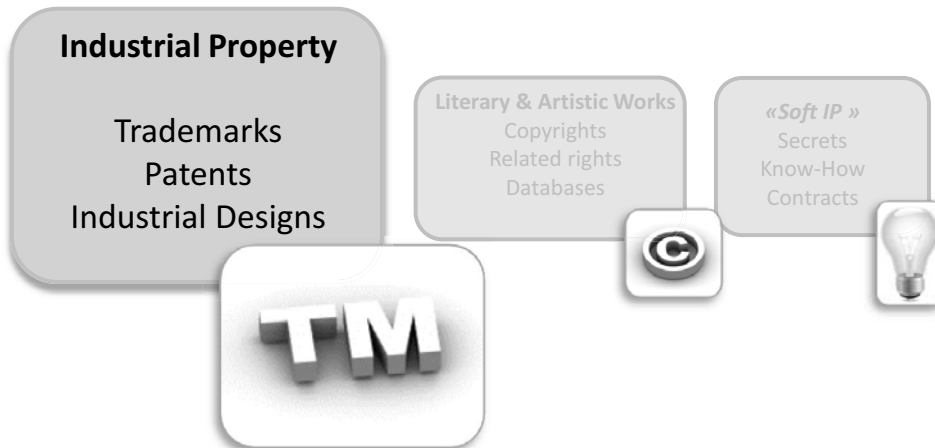 Industrial Property
Trademarks
Patents
Industrial Designs
Literary & Artistic Works
Copyrights
Related rights
Databases
«Soft IP »
Secrets
Know-How
Contracts
©
TM